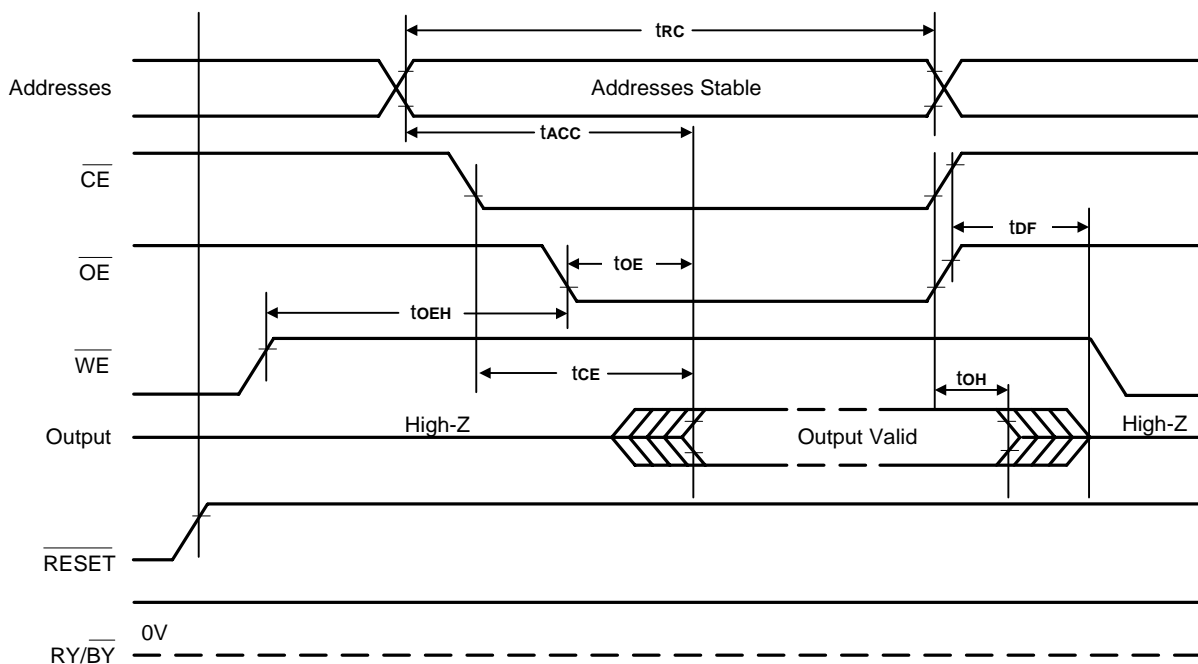 tRC
Addresses
Addresses Stable
tACC
CE
tDF
OE
tOE
tOEH
WE
tCE
tOH
High-Z
High-Z
Output
Output Valid
RESET
0V
RY/BY